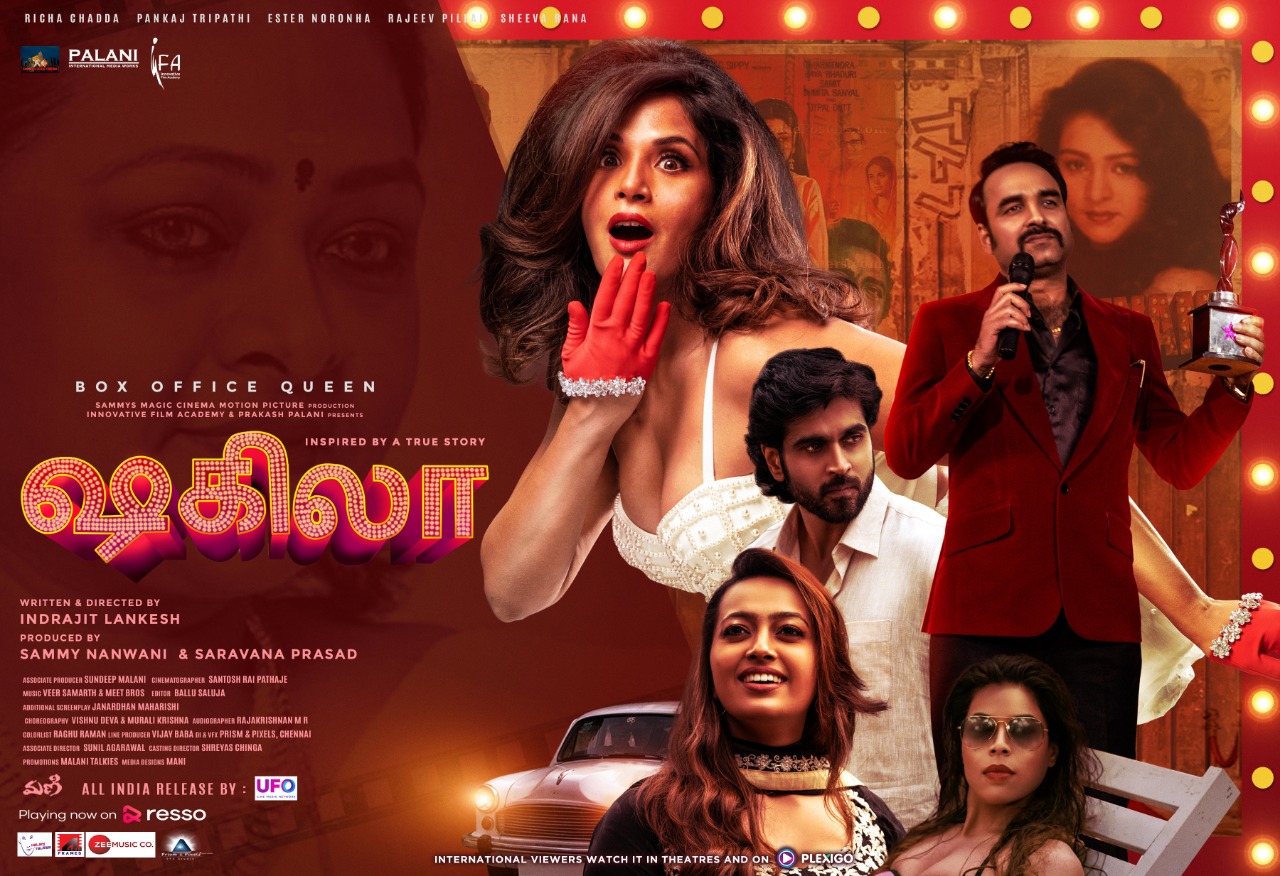 RICHA CHADDA PANKAJ TRIPATHI ESTER NORONHA RAJEEV PILLAI SHEEVA RANA
PALANI
INTERNATIONAL MEDIA WORKS
IFA
BOX OFFICE QUEEN
SAMMYS MAGIC CINEMA MOTION PICTURE PRODUCTION
INNOVATIVE FILM ACADEMY & PRAKASH PALANI PRESENTS
INSPIRED BY A TRUE STORY
ஷகிலா
WRITTEN & DIRECTED BY
INDRAJIT LANKESH
PRODUCED BY
SAMMY NANWANI & SARAVANA PRASAD
ASSOCIATE PRODUCER SUNDEEP MALANI CINEMATOGRAPHER SANTOSH RAI PATHAJE
MUSIC VEER SAMARTH & MEET BROS EDITOR BALLU SALUJA
ADDITIONAL SCREENPLAY JANARDHAN MAHARISHI
CHOREOGRAPHY VISHNU DEVA & MURALI KRISHNA AUDIOGRAPHER RAJAKRISHNAN M R
COLORIST RAGHU RAMAN LINE PRODUCER VIJAY BABA DI & VFX PRISM & PIXELS, CHENNAI
ASSOCIATE DIRECTOR SUNIL AGARAWAL CASTING DIRECTOR SHREYAS CHINGA
PROMOTIONS MALANI TALKIES MEDIA DESIGNS MANI
ALL INDIA RELEASE BY : UFO
Playing now on resso
FRAMES ZEE MUSIC CO.
INTERNATIONAL VIEWERS WATCH IT IN THEATRES AND ON PLEXIGO